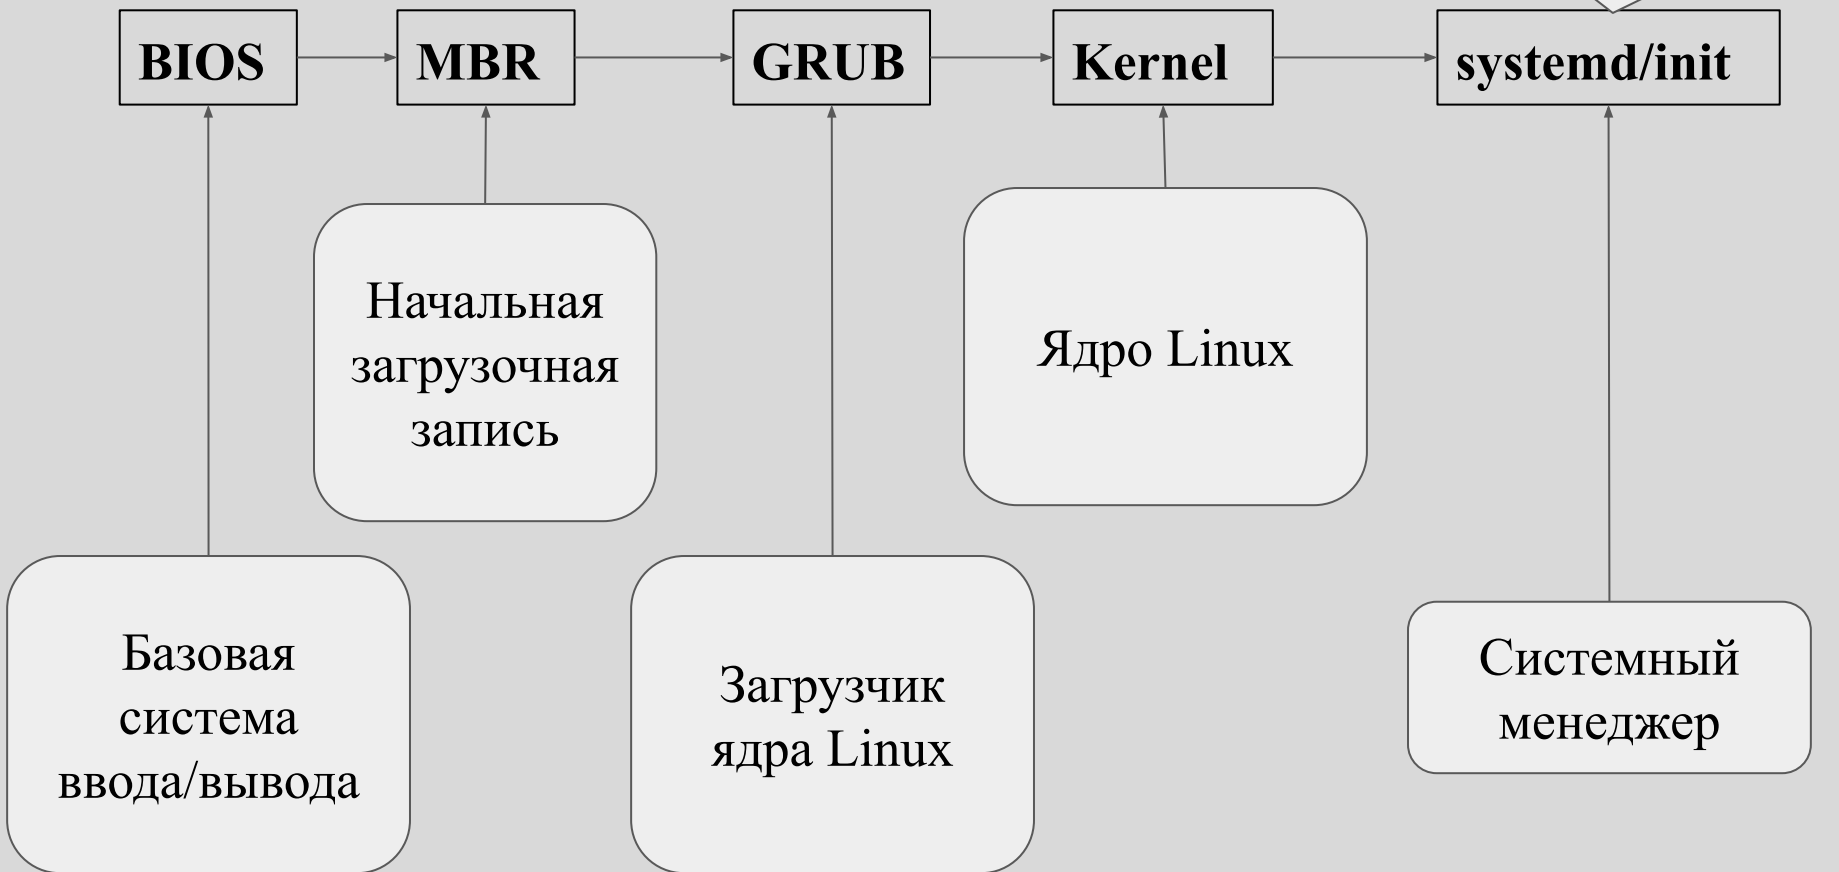 BIOS
MBR
GRUB
Kernel
systemd/init
Начальная
загрузочная
запись
Ядро Linux
Базовая
система
ввода/вывода
Загрузчик
ядра Linux
Системный
менеджер